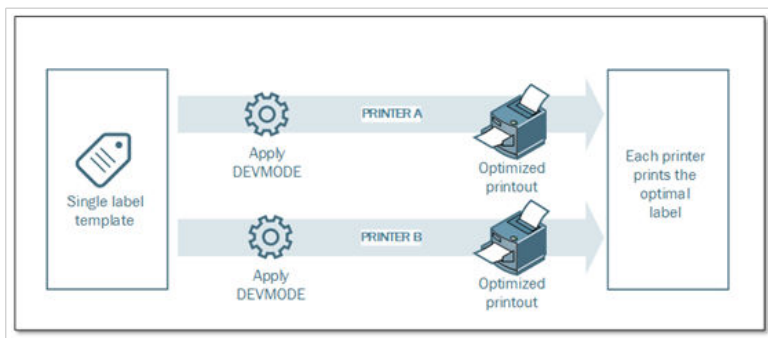 Single label
template
PRINTER A
Apply
DEVMODE
Optimized
printout
PRINTER B
Apply
DEVMODE
Optimized
printout
Each printer
prints the
optimal
label